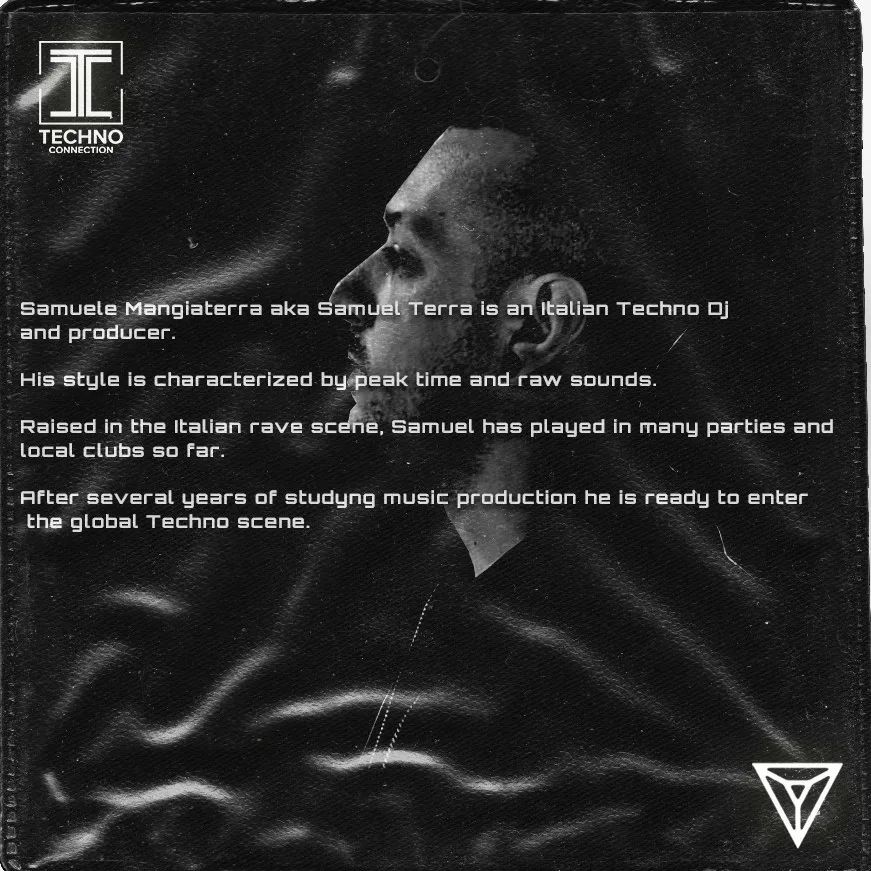 TECHNO
CONNECTION
Samuele Mangiaterra aka Samuel Terra is an Italian Techno Dj
and producer.
His style is characterized by peak time and raw sounds.
Raised in the Italian rave scene, Samuel has played in many parties and
local clubs so far.
After several years of studyng music production he is ready to enter
the global Techno scene.